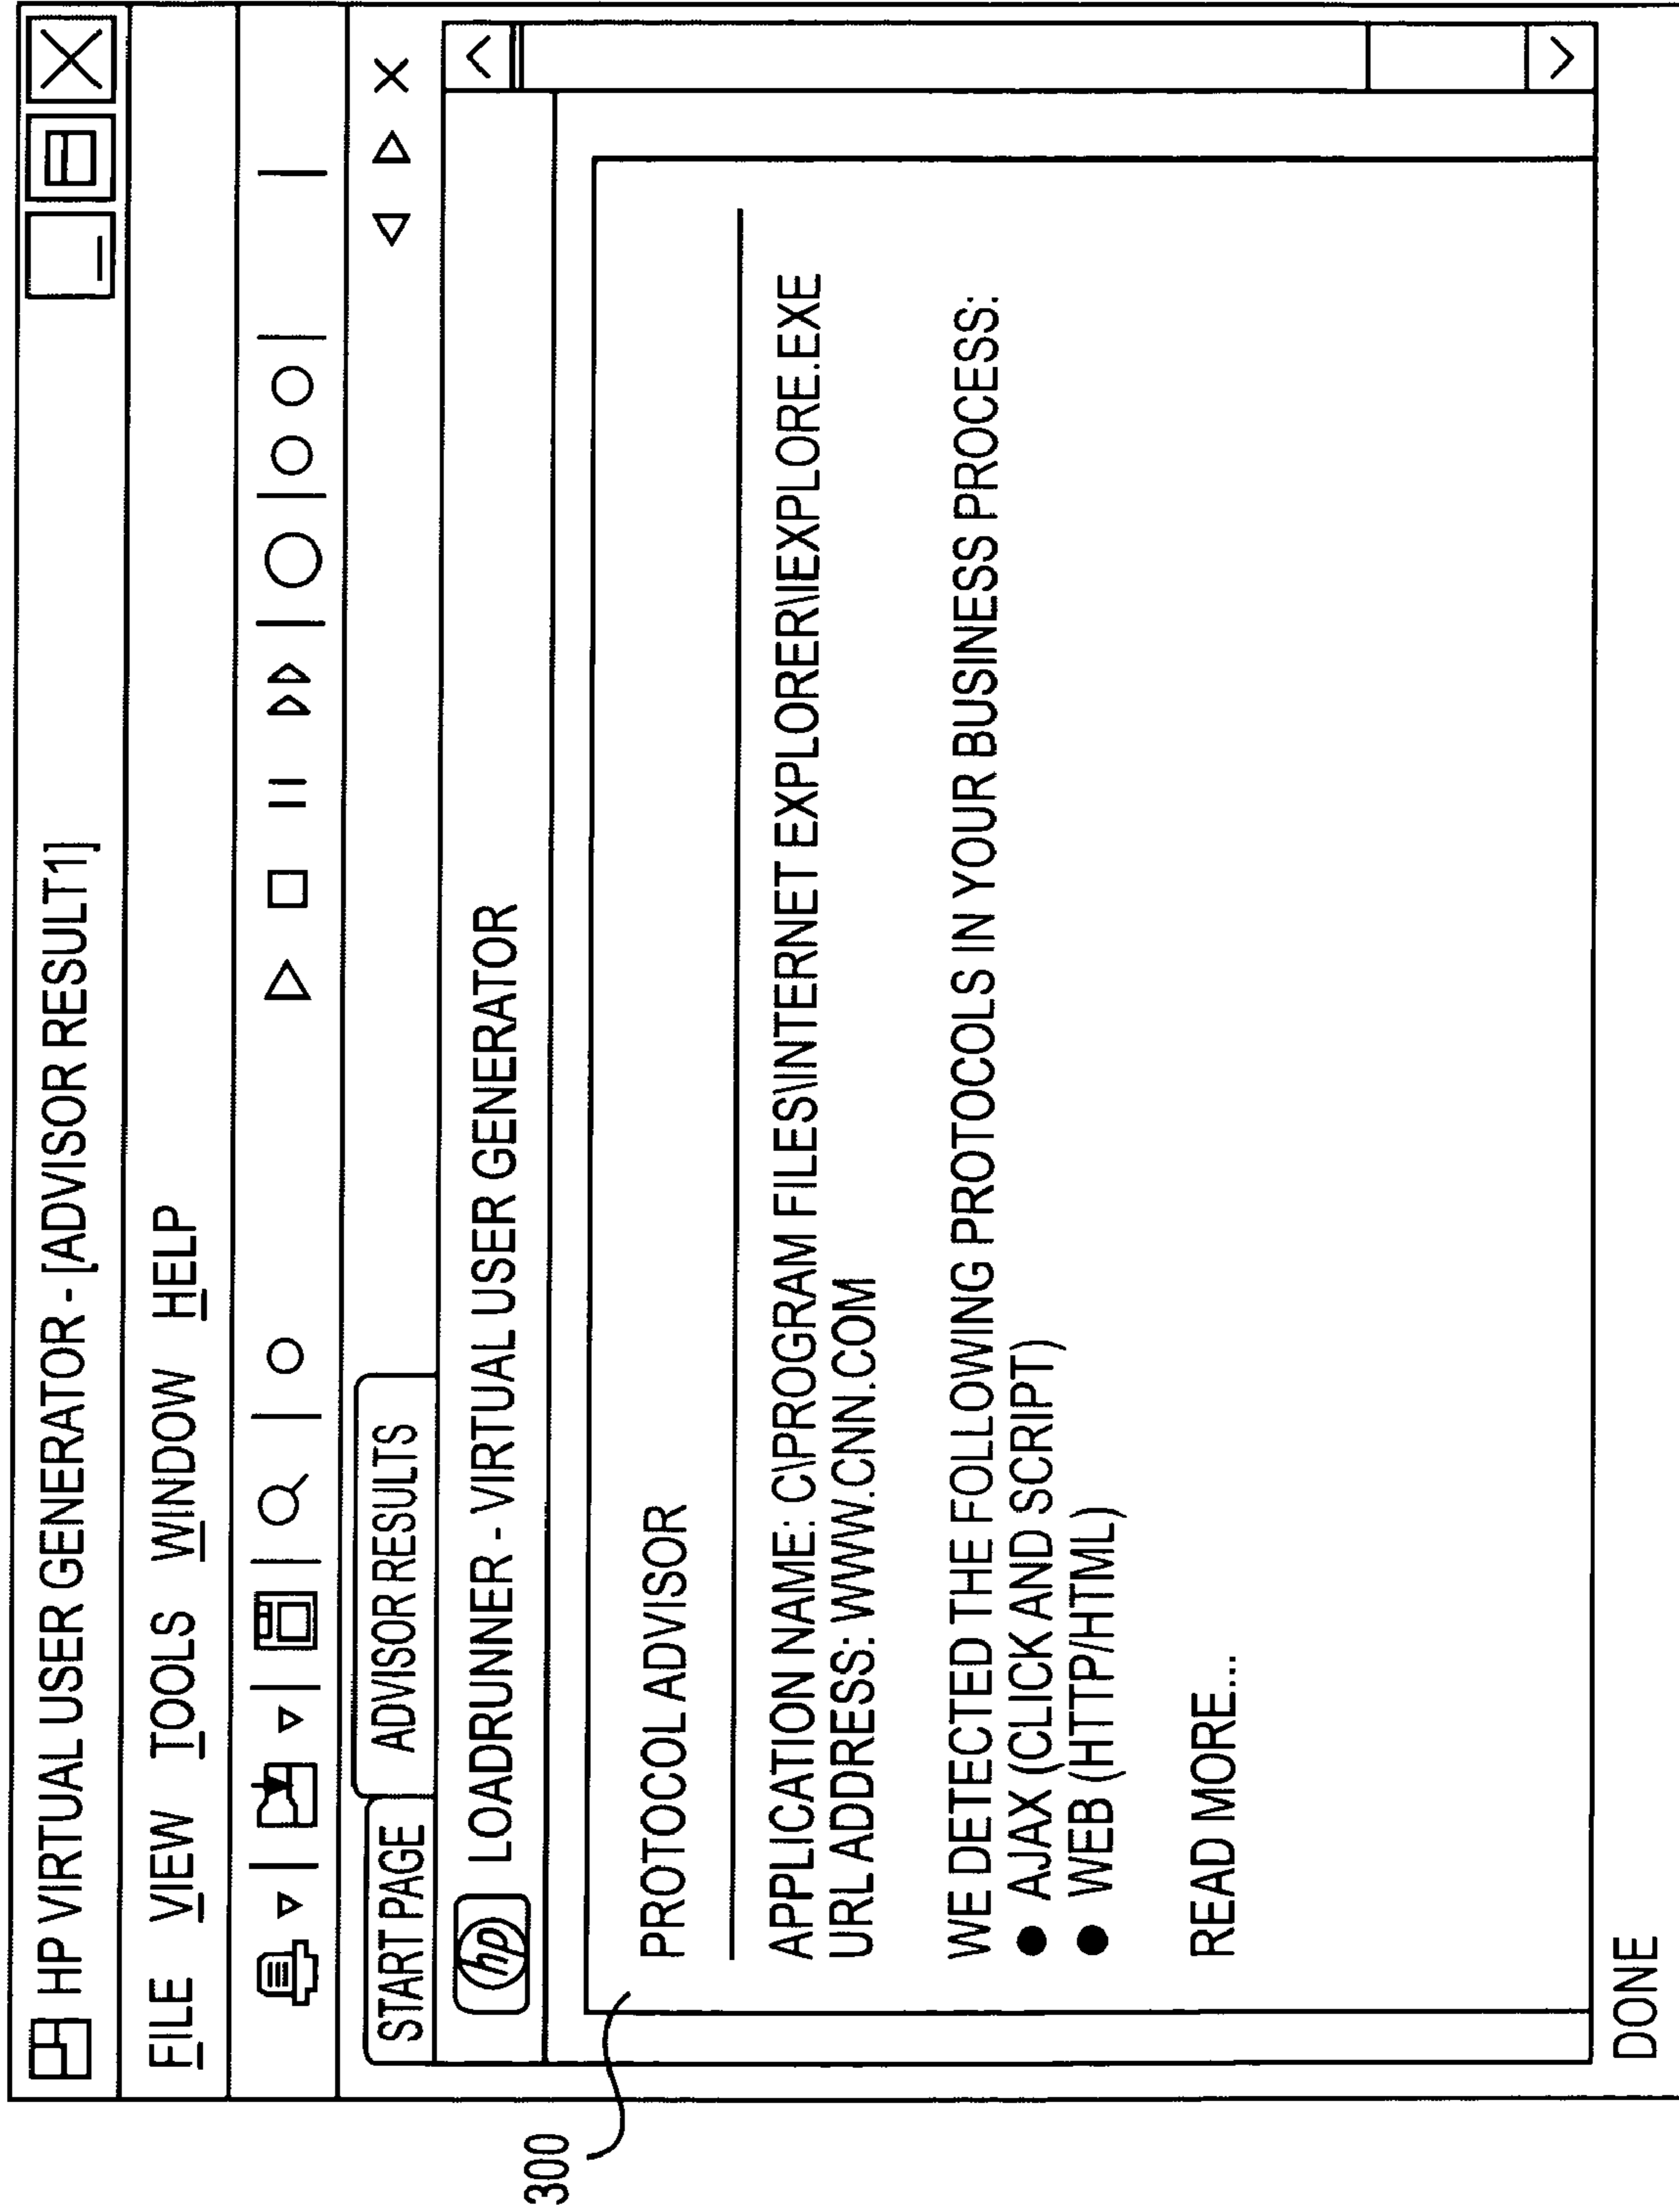 HP VIRTUAL USER GENERATOR - [ADVISOR RESULT1]
FILE VIEW TOOLS WINDOW HELP
START PAGE ADVISOR RESULTS
hp LOADRUNNER - VIRTUAL USER GENERATOR
300
PROTOCOL ADVISOR
APPLICATION NAME: C\PROGRAM FILES\INTERNET EXPLORER\IEXPLORE.EXE
URL ADDRESS: WWW.CNN.COM
WE DETECTED THE FOLLOWING PROTOCOLS IN YOUR BUSINESS PROCESS:
● AJAX (CLICK AND SCRIPT)
● WEB (HTTP/HTML)
READ MORE...
DONE